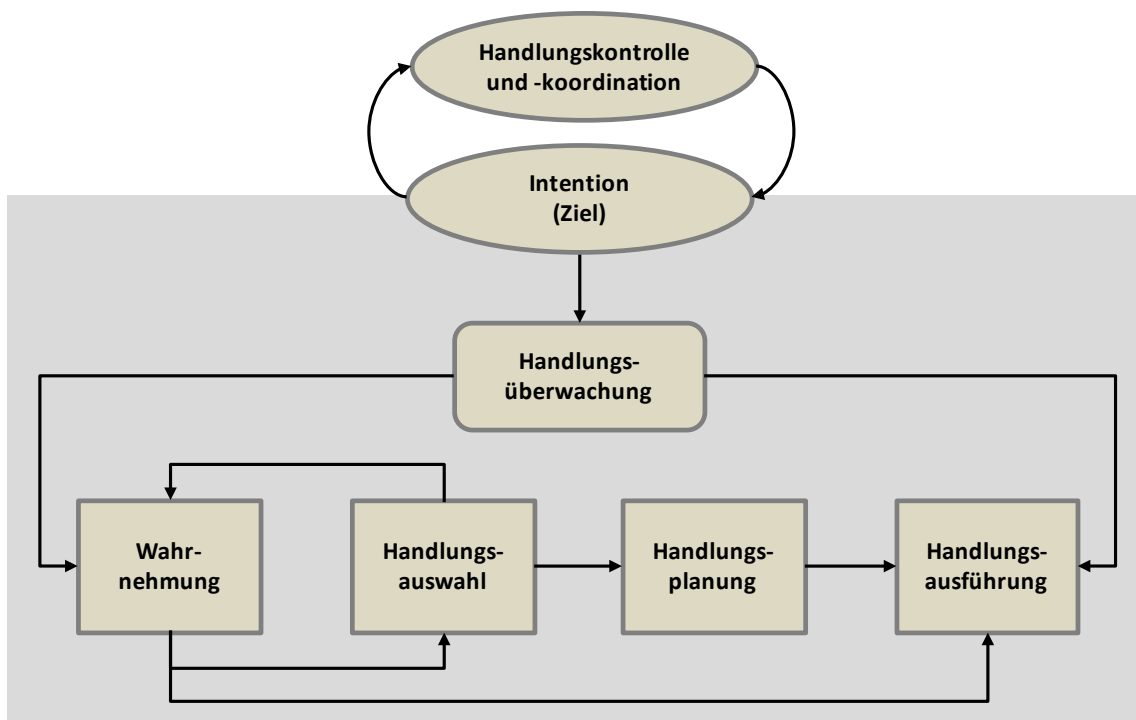 Handlungskontrolle
und -koordination
Intention
(Ziel)
Handlungs-
überwachung
Wahr-
nehmung
Handlungs-
auswahl
Handlungs-
planung
Handlungs-
ausführung